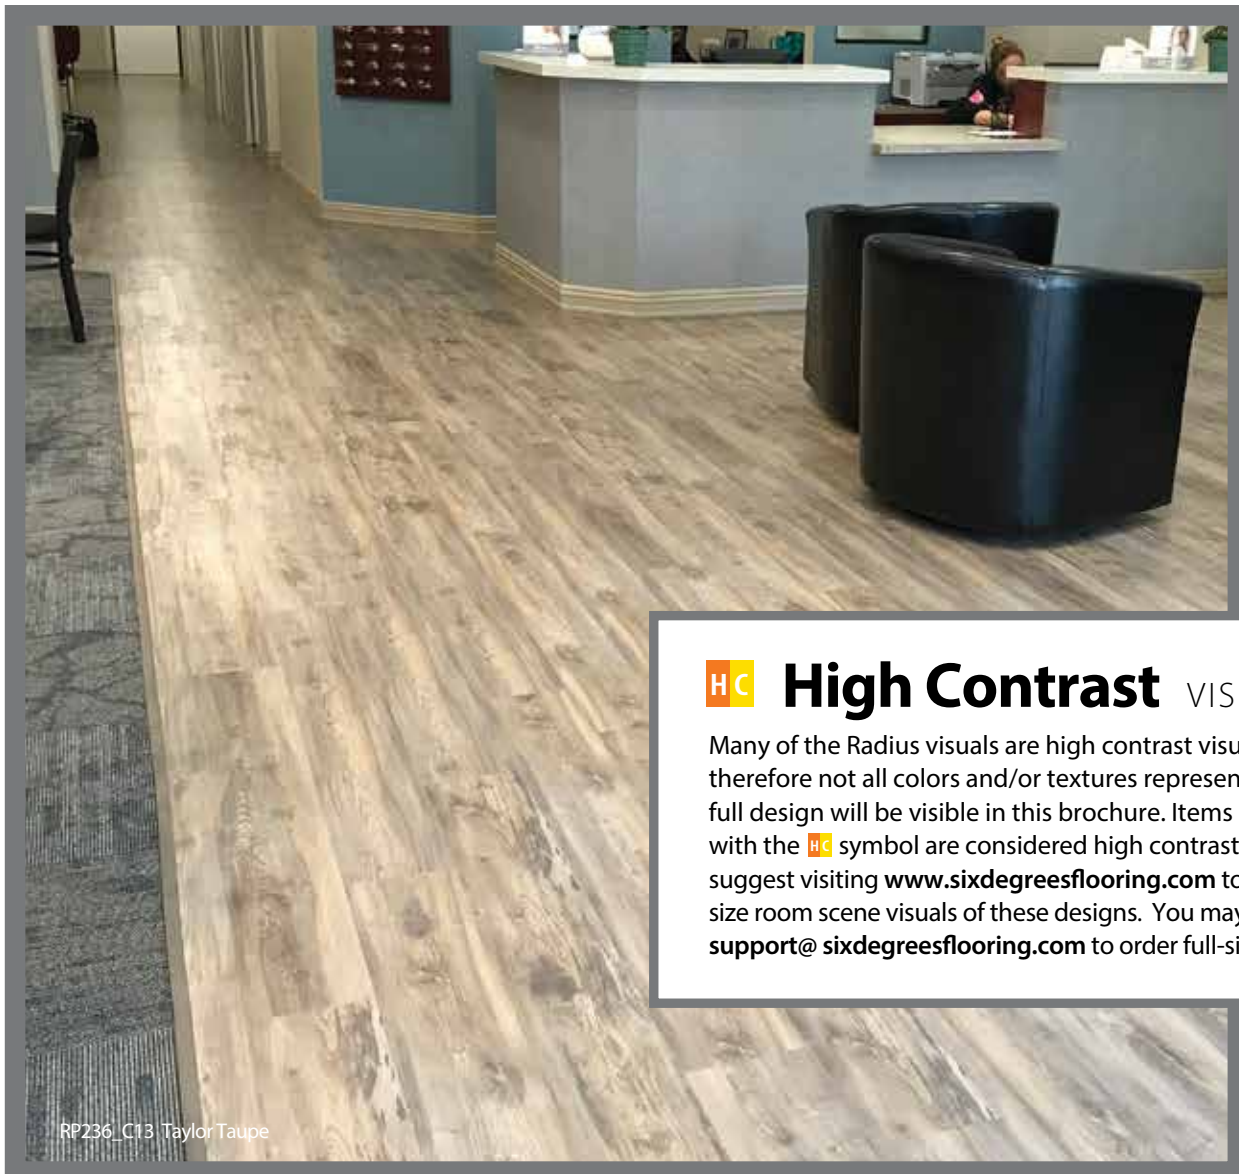 HC High Contrast VIS
Many of the Radius visuals are high contrast visu
therefore not all colors and/or textures represen
full design will be visible in this brochure. Items
with the HC symbol are considered high contrast
suggest visiting www.sixdegreesflooring.com to
size room scene visuals of these designs. You may
support@ sixdegreesflooring.com to order full-si
RP236_C13 Taylor Taupe